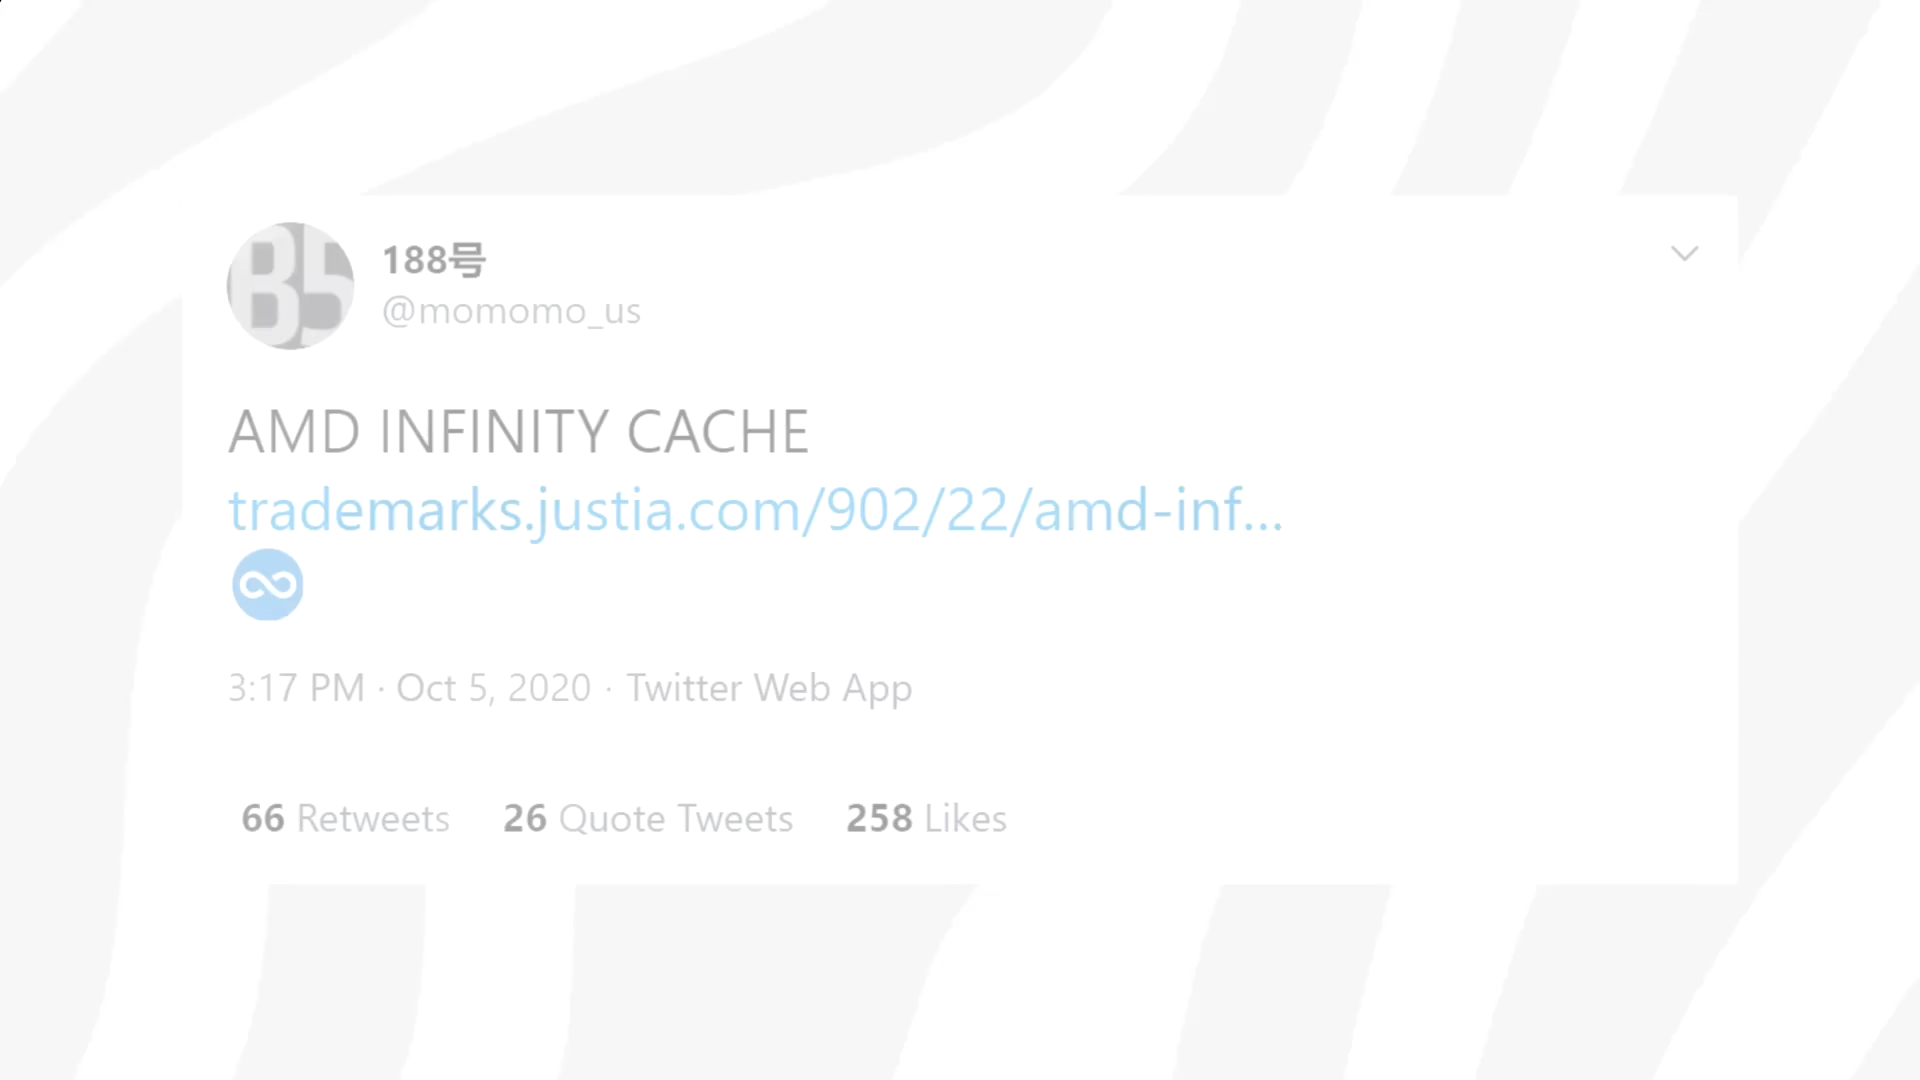 B5
188号
@momomo_us
AMD INFINITY CACHE
trademarks.justia.com/902/22/amd-inf...
♾
3:17 PM · Oct 5, 2020 · Twitter Web App
66 Retweets 26 Quote Tweets 258 Likes